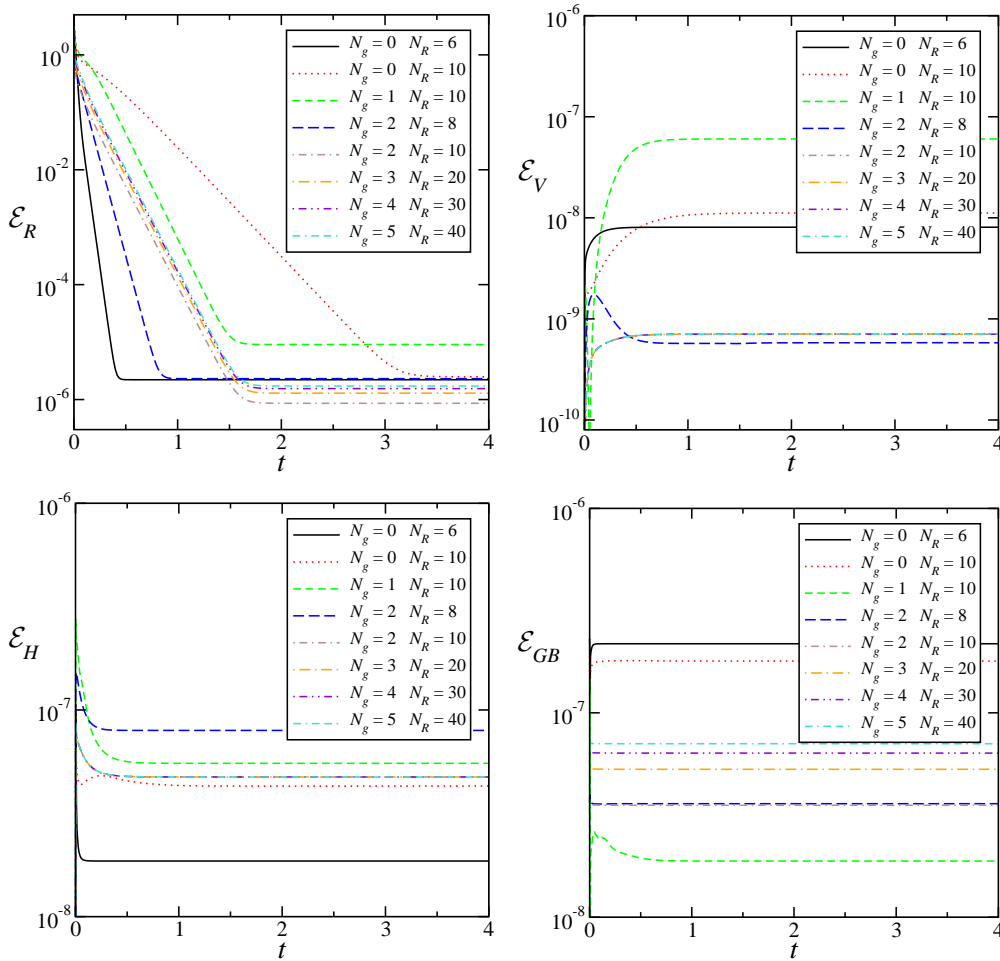 10^0
10^-2
10^-4
10^-6
ℰ_R
0 1 2 3 4
t
N_g = 0 N_R = 6
N_g = 0 N_R = 10
N_g = 1 N_R = 10
N_g = 2 N_R = 8
N_g = 2 N_R = 10
N_g = 3 N_R = 20
N_g = 4 N_R = 30
N_g = 5 N_R = 40
10^-6
10^-7
10^-8
10^-9
10^-10
ℰ_V
0 1 2 3 4
t
N_g = 0 N_R = 6
N_g = 0 N_R = 10
N_g = 1 N_R = 10
N_g = 2 N_R = 8
N_g = 2 N_R = 10
N_g = 3 N_R = 20
N_g = 4 N_R = 30
N_g = 5 N_R = 40
10^-6
10^-7
10^-8
ℰ_H
0 1 2 3 4
t
N_g = 0 N_R = 6
N_g = 0 N_R = 10
N_g = 1 N_R = 10
N_g = 2 N_R = 8
N_g = 2 N_R = 10
N_g = 3 N_R = 20
N_g = 4 N_R = 30
N_g = 5 N_R = 40
10^-6
10^-7
10^-8
ℰ_GB
0 1 2 3 4
t
N_g = 0 N_R = 6
N_g = 0 N_R = 10
N_g = 1 N_R = 10
N_g = 2 N_R = 8
N_g = 2 N_R = 10
N_g = 3 N_R = 20
N_g = 4 N_R = 30
N_g = 5 N_R = 40